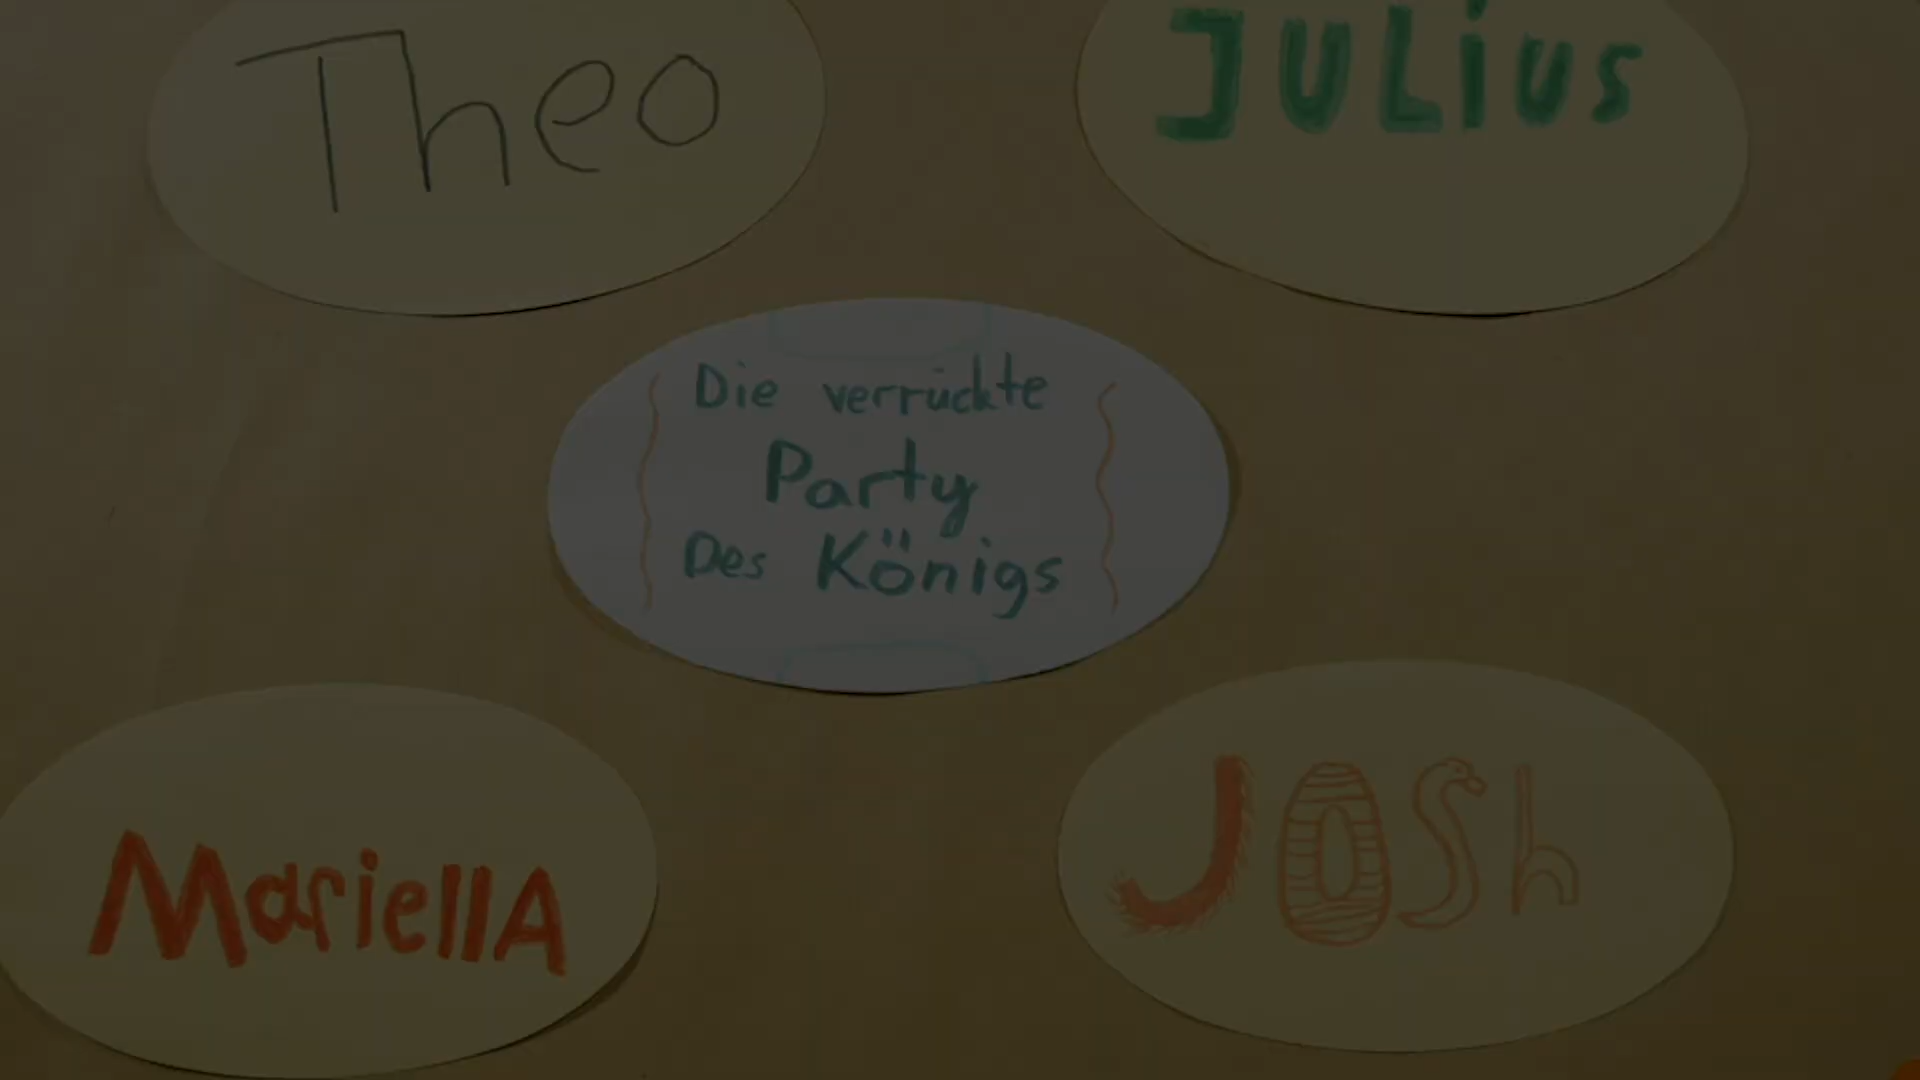 Theo
JULiUS
Die verrückte
Party
Des Königs
MariellA
JOSh